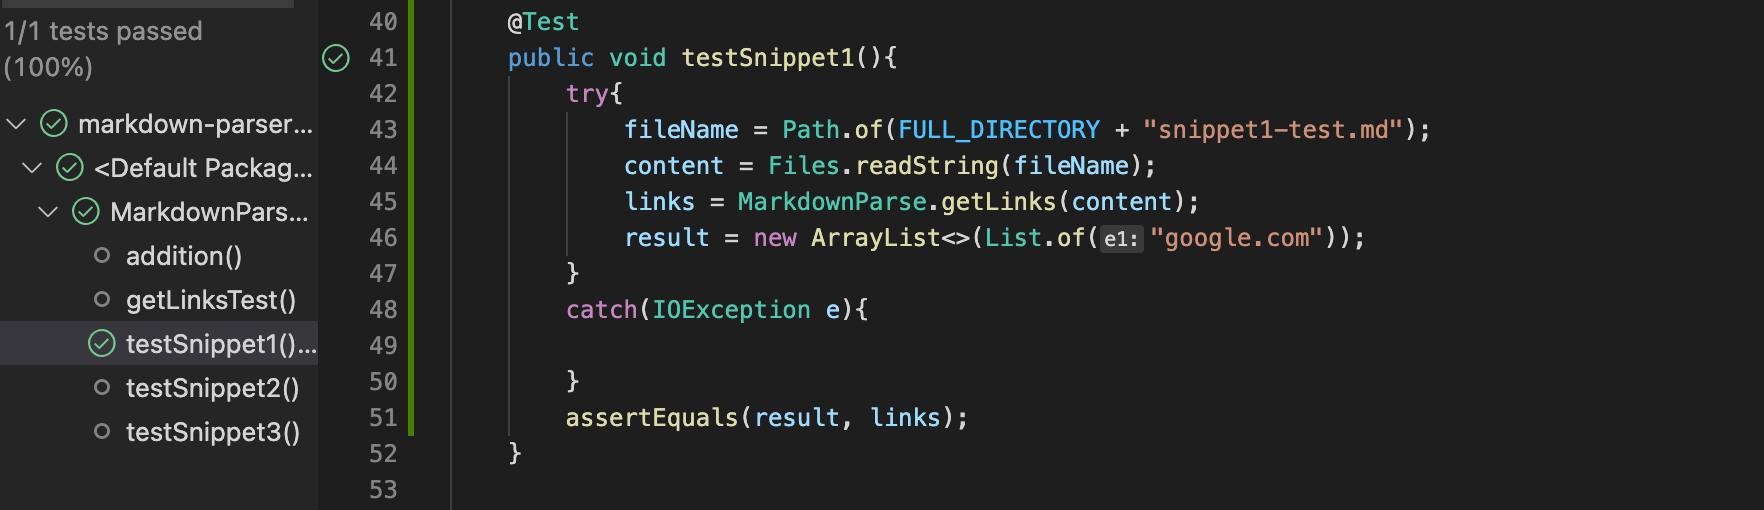 1/1 tests passed
(100%)
markdown-parser...
<Default Packag...
MarkdownPars...
addition()
getLinksTest()
testSnippet1()...
testSnippet2()
testSnippet3()
40 @Test
41 public void testSnippet1(){
42 try{
43 fileName = Path.of(FULL_DIRECTORY + "snippet1-test.md");
44 content = Files.readString(fileName);
45 links = MarkdownParse.getLinks(content);
46 result = new ArrayList<>(List.of(e1: "google.com"));
47 }
48 catch(IOException e){
49
50 }
51 assertEquals(result, links);
52 }
53